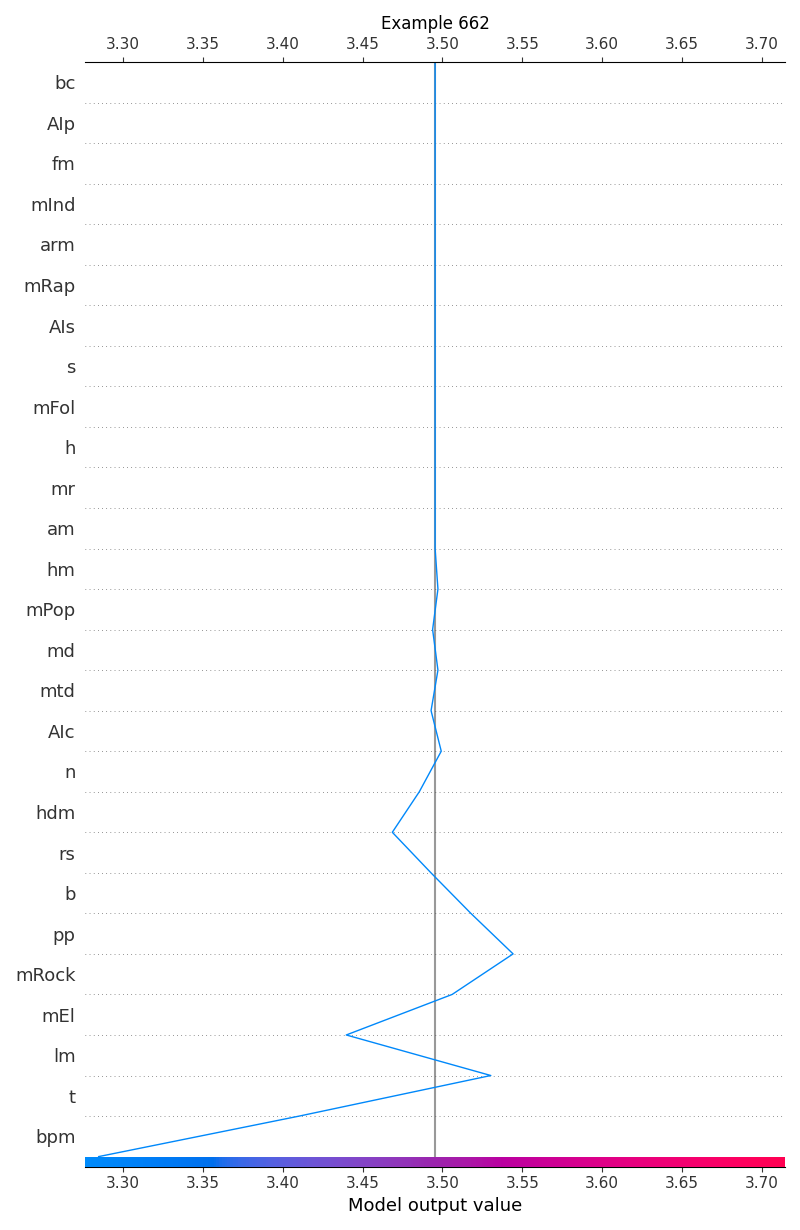 Example 662
3.30 3.35 3.40 3.45 3.50 3.55 3.60 3.65 3.70
bc
AIp
fm
mInd
arm
mRap
AIs
s
mFol
h
mr
am
hm
mPop
md
mtd
AIc
n
hdm
rs
b
pp
mRock
mEl
lm
t
bpm
3.30 3.35 3.40 3.45 3.50 3.55 3.60 3.65 3.70
Model output value